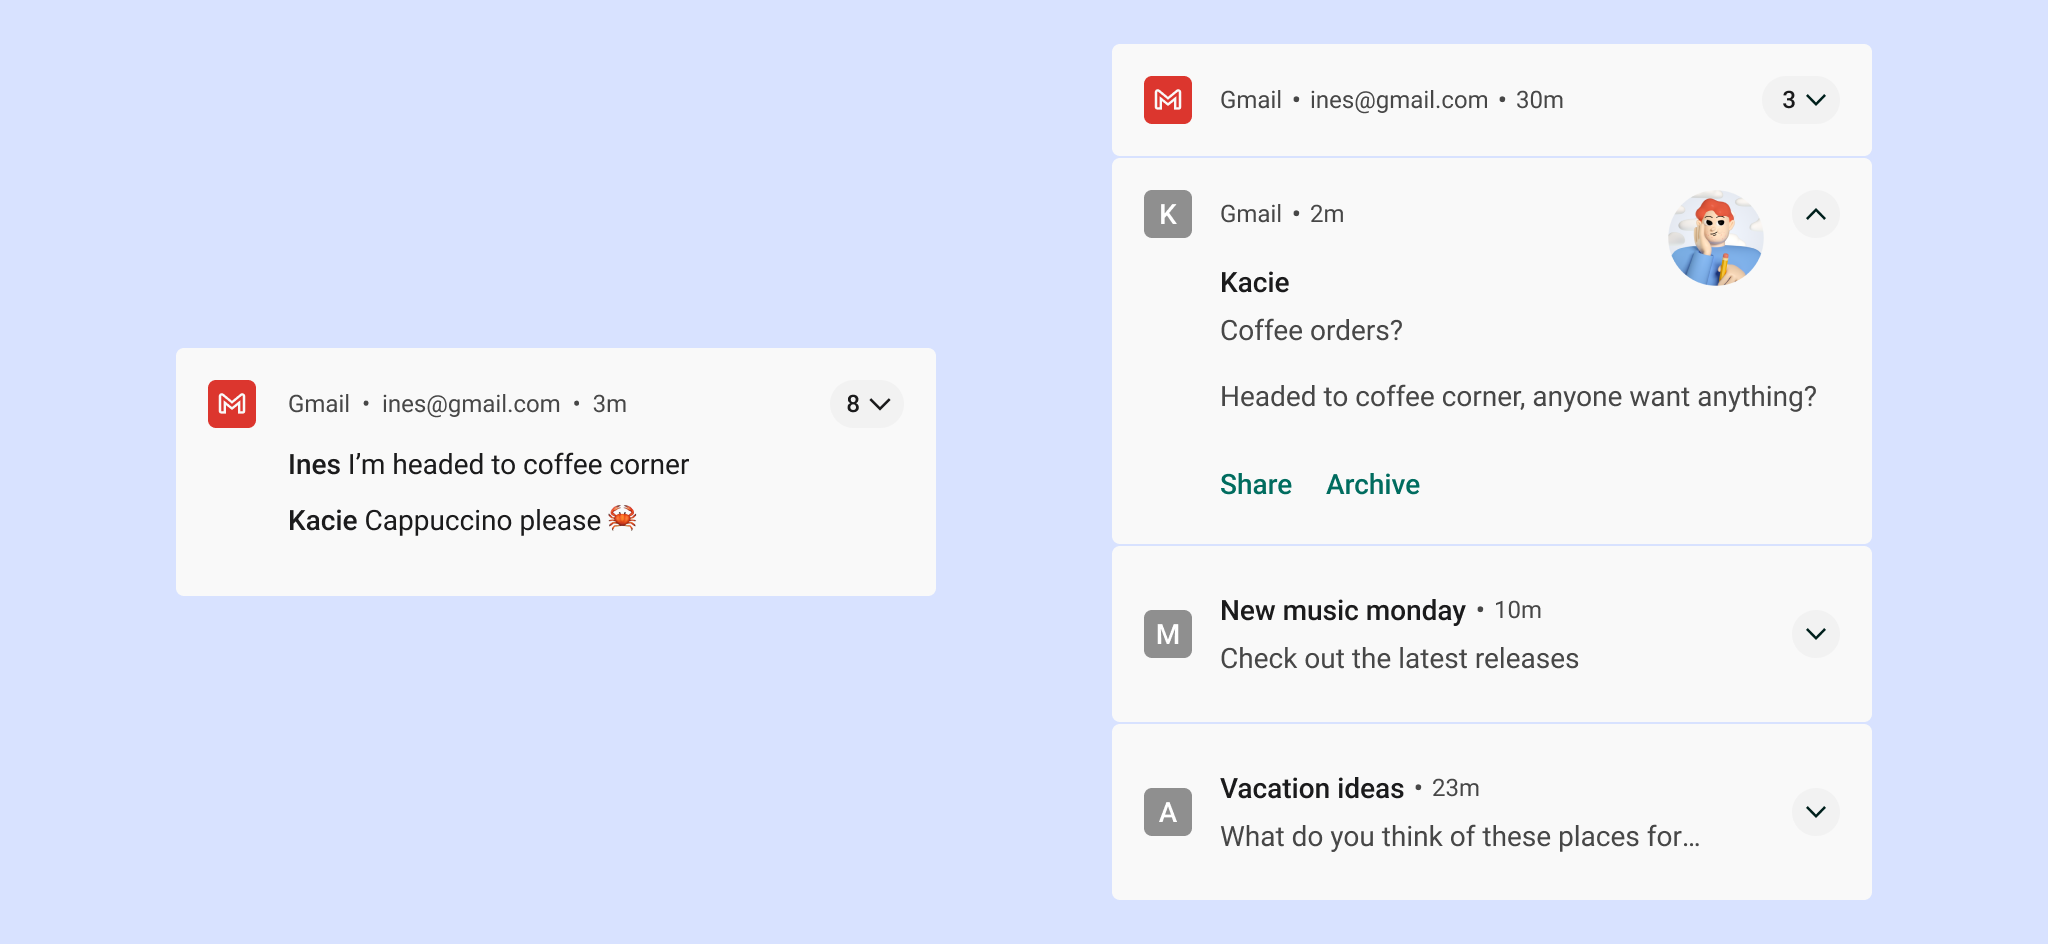 Gmail • ines@gmail.com • 3m 8
Ines I’m headed to coffee corner
Kacie Cappuccino please 🦀
Gmail • ines@gmail.com • 30m 3
K Gmail • 2m
Kacie
Coffee orders?
Headed to coffee corner, anyone want anything?
Share Archive
New music monday • 10m
M
Check out the latest releases
Vacation ideas • 23m
A
What do you think of these places for...